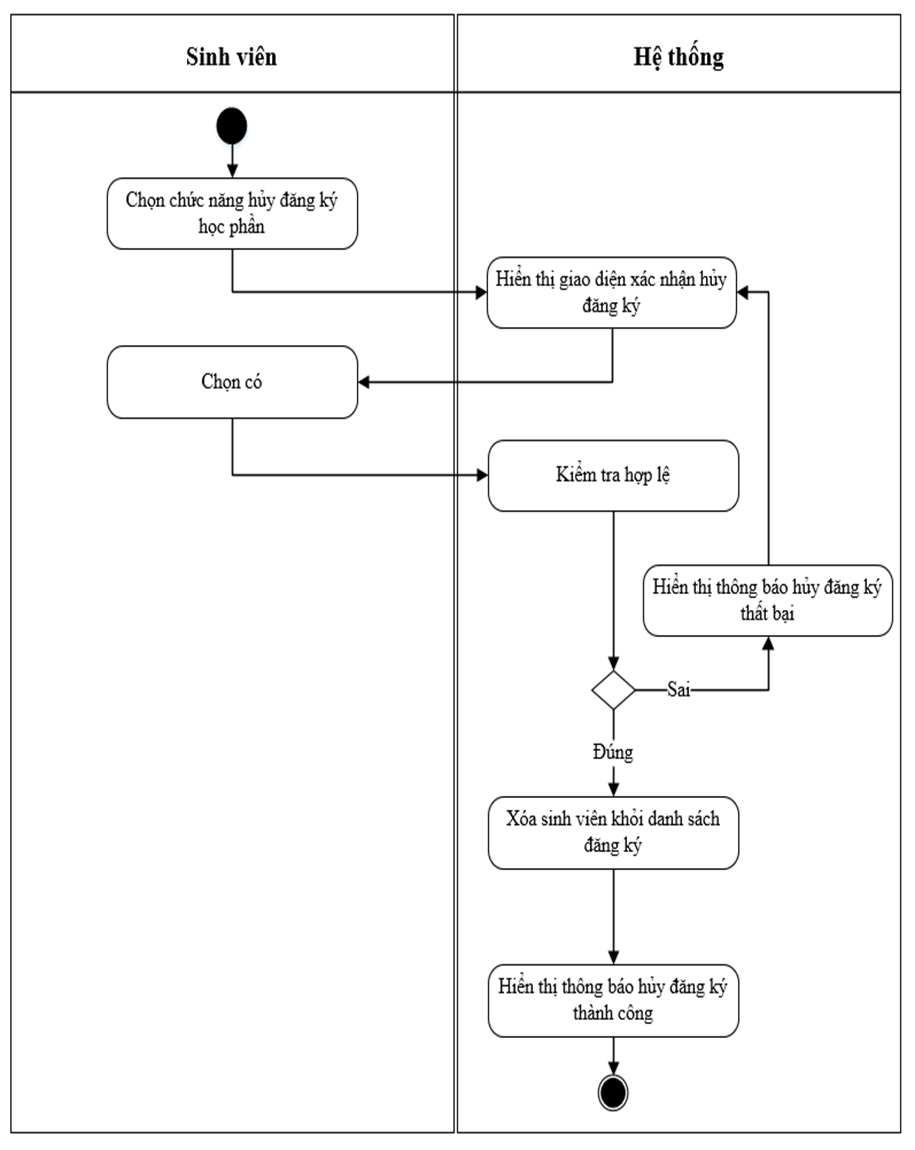 Sinh viên
Hệ thống
Chọn chức năng hủy đăng ký
học phần
Hiển thị giao diện xác nhận hủy
đăng ký
Chọn có
Kiểm tra hợp lệ
Hiển thị thông báo hủy đăng ký
thất bại
Sai
Đúng
Xóa sinh viên khỏi danh sách
đăng ký
Hiển thị thông báo hủy đăng ký
thành công